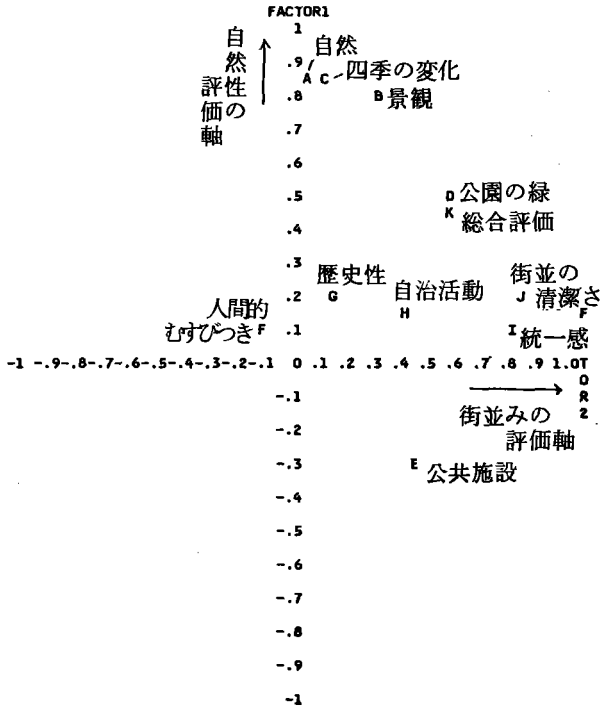 FACTOR1
1
自然性の
評価の軸
.9
自然
A C 四季の変化
.8
B 景観
.7
.6
.5
D 公園の緑
K 総合評価
.4
.3
歴史性
自治活動
街並の
.2
G
J 清潔さ
H
F
人間的
むすびつき F
.1
I 統一感
-1 -.9-.8-.7-.6-.5-.4-.3-.2-.1 0 .1 .2 .3 .4 .5 .6 .7 .8 .9 1.0T
O
R
2
-.1
街並みの
評価軸
-.2
-.3
E 公共施設
-.4
-.5
-.6
-.7
-.8
-.9
-1